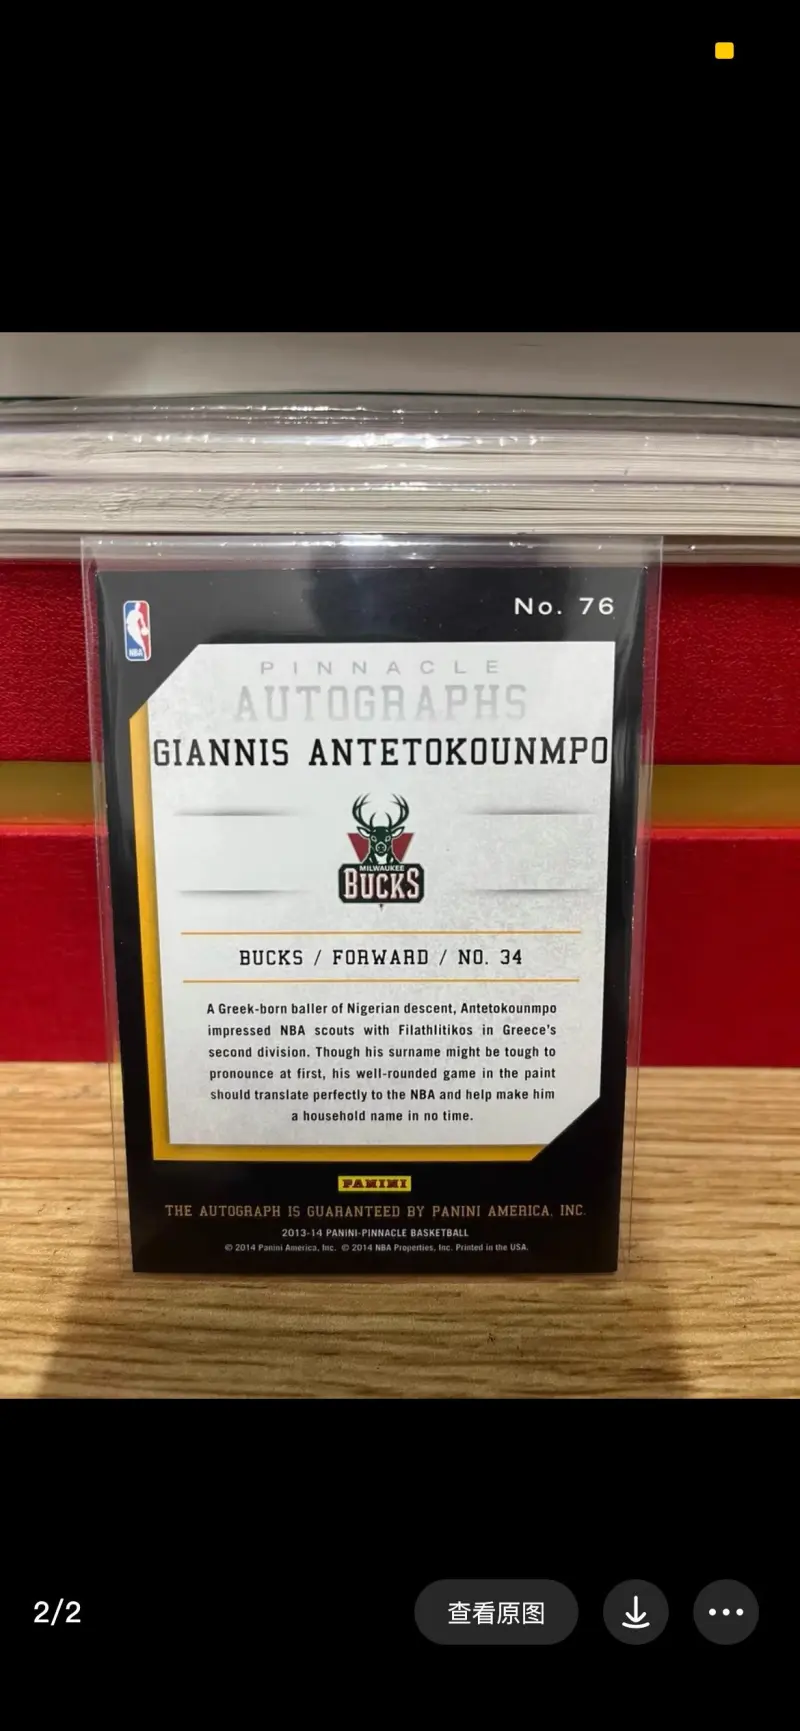 No. 76
NBA
PINNACLE
AUTOGRAPHS
GIANNIS ANTETOKOUNMPO
MILWAUKEE
BUCKS
BUCKS / FORWARD / NO. 34
A Greek-born baller of Nigerian descent, Antetokounmpo
impressed NBA scouts with Filathlitikos in Greece's
second division. Though his surname might be tough to
pronounce at first, his well-rounded game in the paint
should translate perfectly to the NBA and help make him
a household name in no time.
PANINI
THE AUTOGRAPH IS GUARANTEED BY PANINI AMERICA, INC.
2013-14 PANINI-PINNACLE BASKETBALL
© 2014 Panini America, Inc. © 2014 NBA Properties, Inc. Printed in the USA.
2/2
查看原图